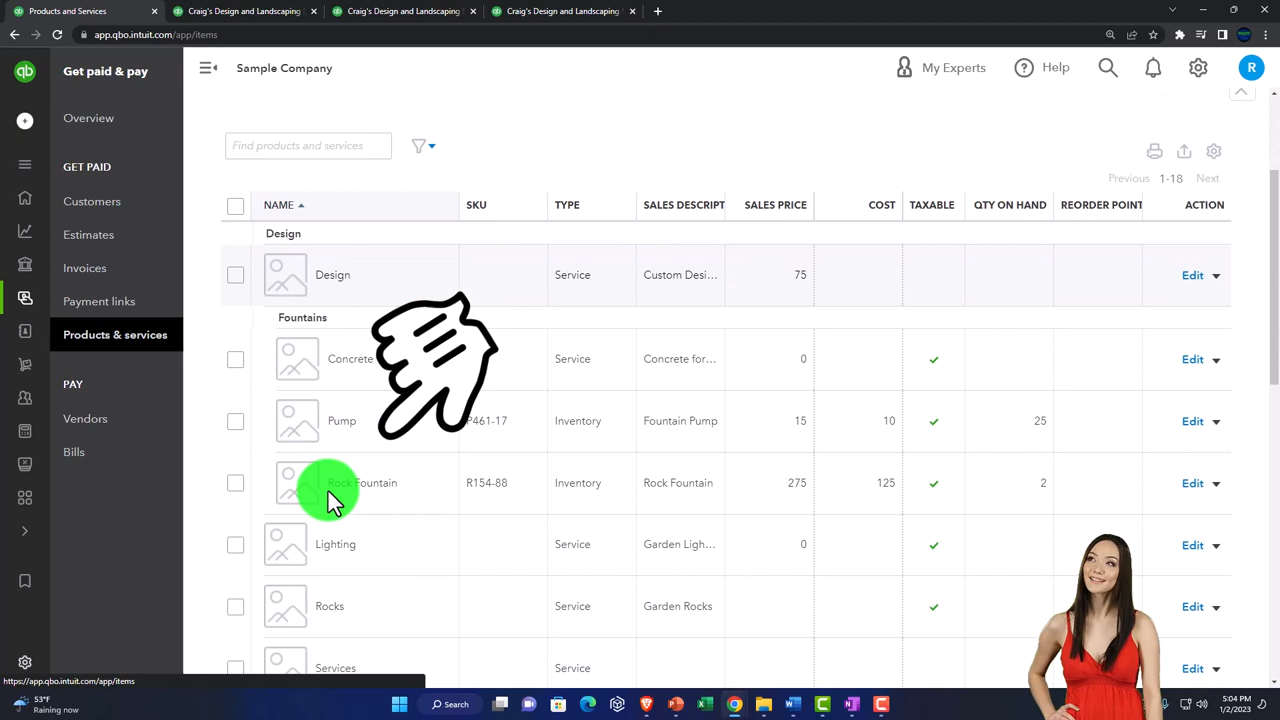 Products and Services
Craig's Design and Landscaping
Craig's Design and Landscaping
Craig's Design and Landscaping
app.qbo.intuit.com/app/items
qb
Get paid & pay
Sample Company
My Experts
Help
R
Overview
GET PAID
Customers
Estimates
Invoices
Payment links
Products & services
PAY
Vendors
Bills
Find products and services
Previous 1-18 Next
NAME SKU TYPE SALES DESCRIPT SALES PRICE COST TAXABLE QTY ON HAND REORDER POINT ACTION
Design
Design Service Custom Desi... 75 Edit
Fountains
Concrete Service Concrete for... 0 Edit
Pump P461-17 Inventory Fountain Pump 15 10 25 Edit
Rock Fountain R154-88 Inventory Rock Fountain 275 125 2 Edit
Lighting Service Garden Ligh... 0 Edit
Rocks Service Garden Rocks Edit
Services Service Edit
https://app.qbo.intuit.com/app/items
53°F
Raining now
Search
5:04 PM
1/2/2023